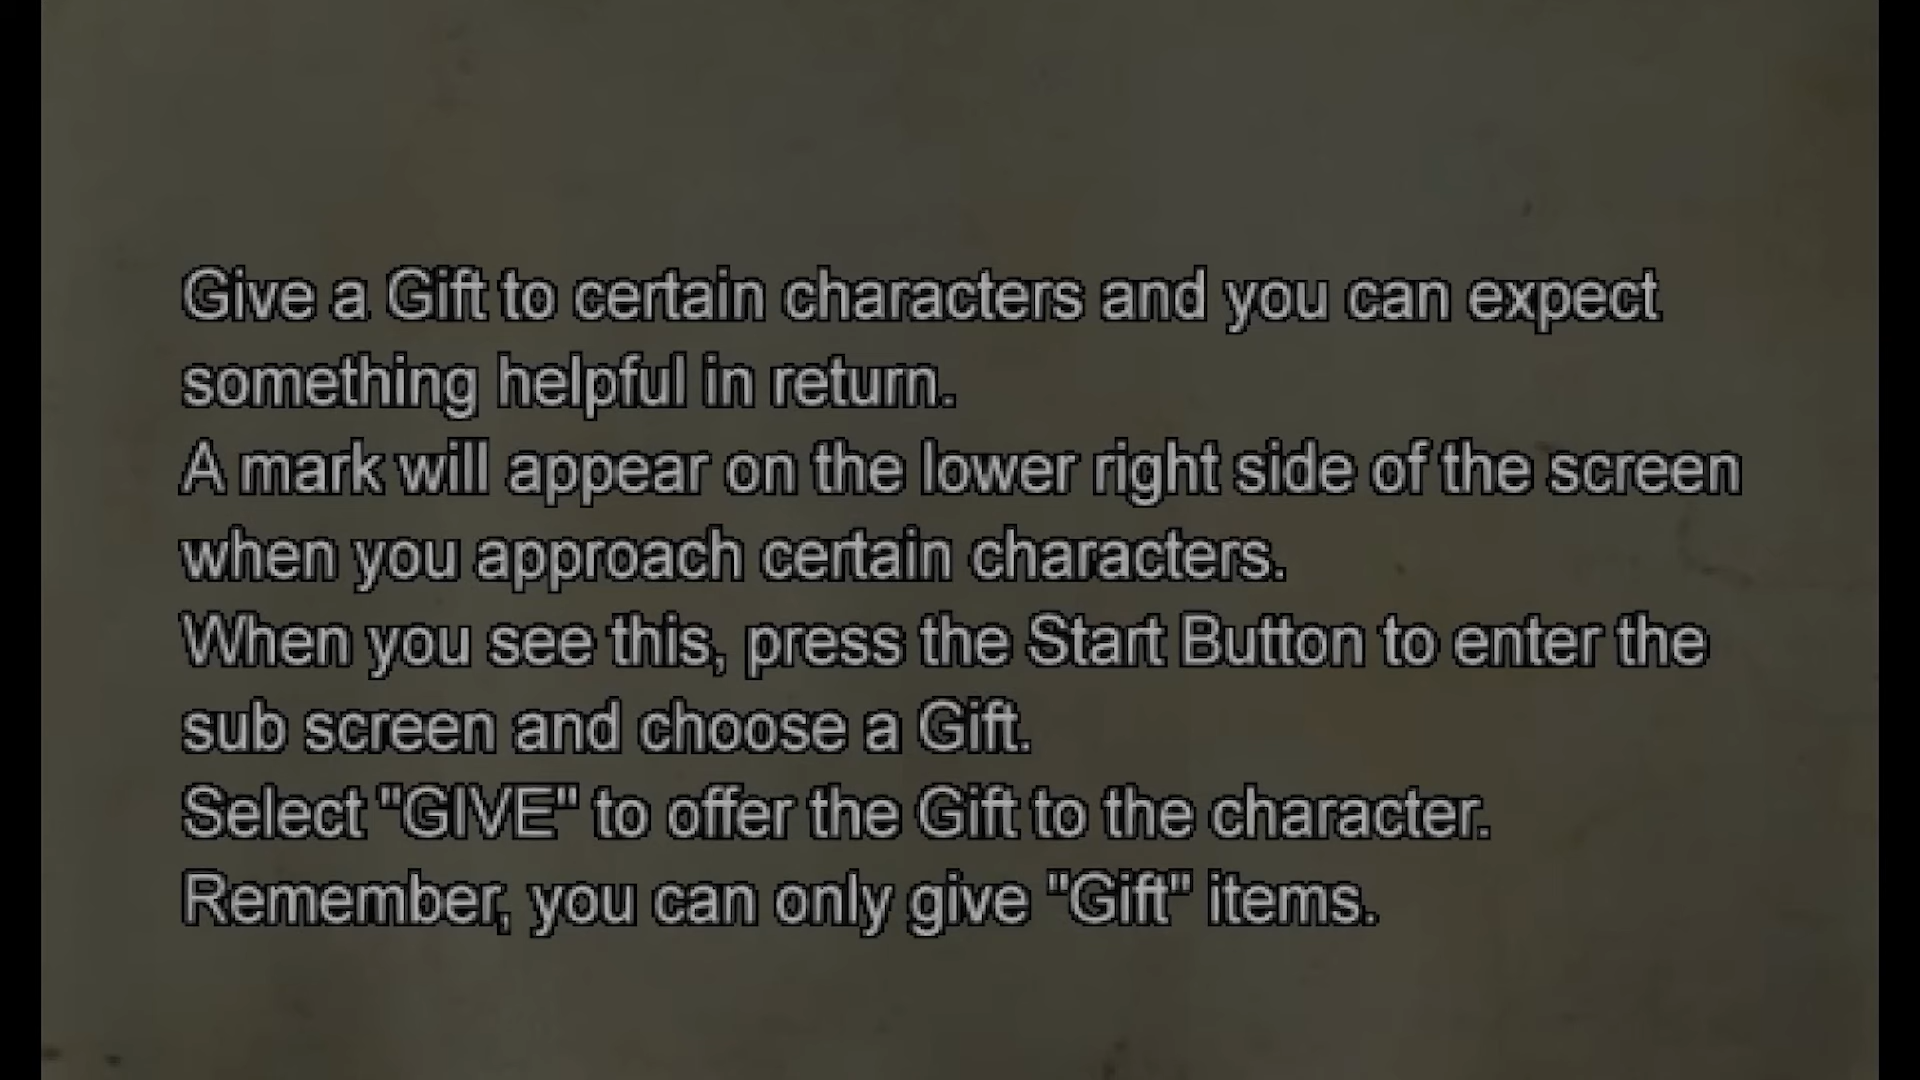 Give a Gift to certain characters and you can expect
something helpful in return.
A mark will appear on the lower right side of the screen
when you approach certain characters.
When you see this, press the Start Button to enter the
sub screen and choose a Gift.
Select "GIVE" to offer the Gift to the character.
Remember, you can only give "Gift" items.